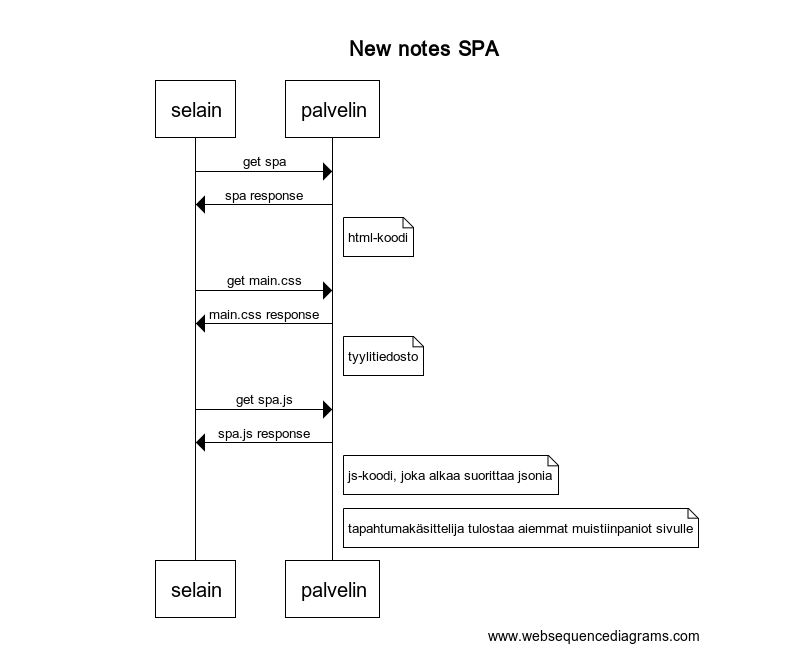 New notes SPA
selain
palvelin
get spa
spa response
html-koodi
get main.css
main.css response
tyylitiedosto
get spa.js
spa.js response
js-koodi, joka alkaa suorittaa jsonia
tapahtumakäsittelija tulostaa aiemmat muistiinpaniot sivulle
selain
palvelin
www.websequencediagrams.com